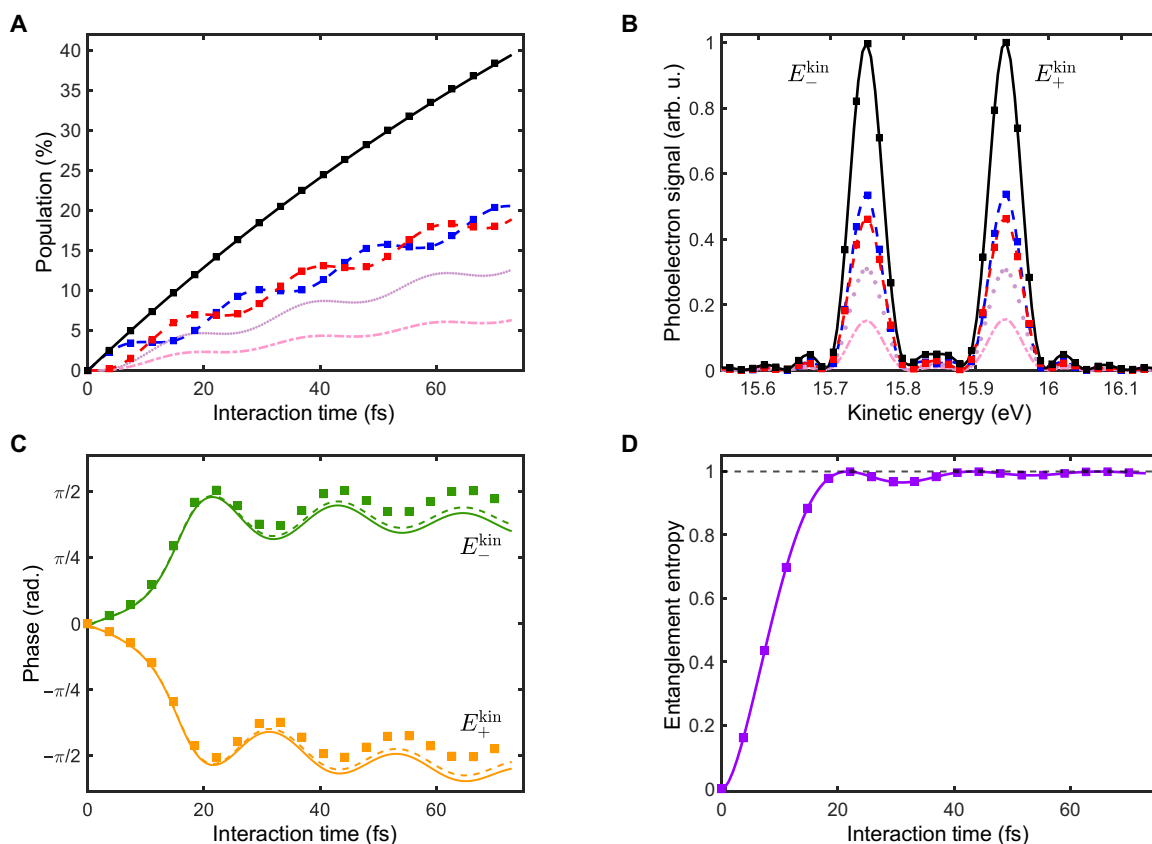 A
Population (%)
40
35
30
25
20
15
10
5
0
0 20 40 60
Interaction time (fs)
B
Photoelectron signal (arb. u.)
1
0.8
0.6
0.4
0.2
0
E₋^kin
E₊^kin
15.6 15.7 15.8 15.9 16 16.1
Kinetic energy (eV)
C
Phase (rad.)
π/2
π/4
0
−π/4
−π/2
E₋^kin
E₊^kin
0 20 40 60
Interaction time (fs)
D
Entanglement entropy
1
0.8
0.6
0.4
0.2
0
0 20 40 60
Interaction time (fs)